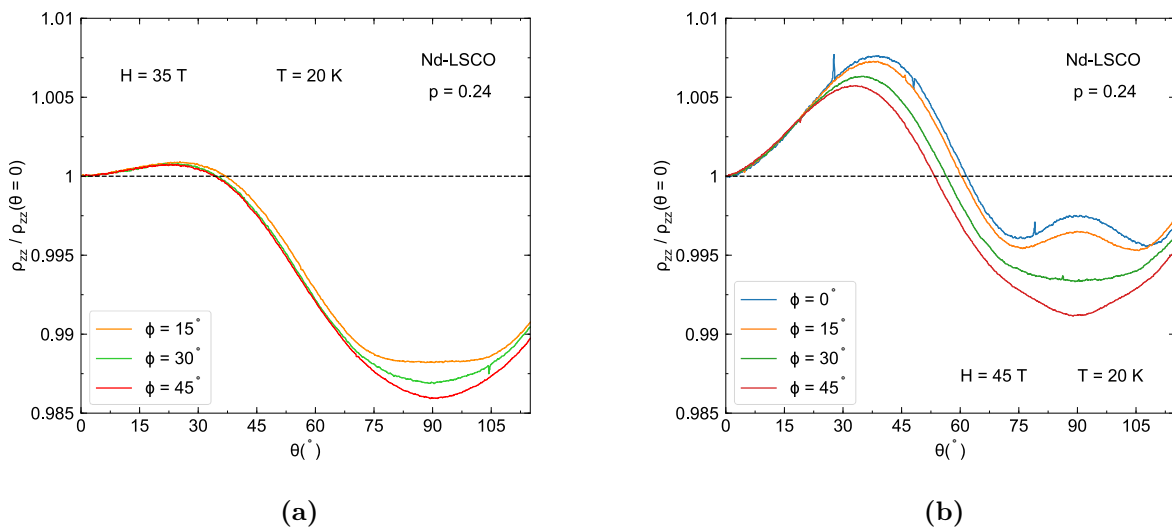 1.01
1.005
1
0.995
0.99
0.985
ρzz / ρzz(θ = 0)
H = 35 T
T = 20 K
Nd-LSCO
p = 0.24
ϕ = 15°
ϕ = 30°
ϕ = 45°
0 15 30 45 60 75 90 105
θ(°)
(a)
1.01
1.005
1
0.995
0.99
0.985
ρzz / ρzz(θ = 0)
Nd-LSCO
p = 0.24
ϕ = 0°
ϕ = 15°
ϕ = 30°
ϕ = 45°
H = 45 T
T = 20 K
0 15 30 45 60 75 90 105
θ(°)
(b)